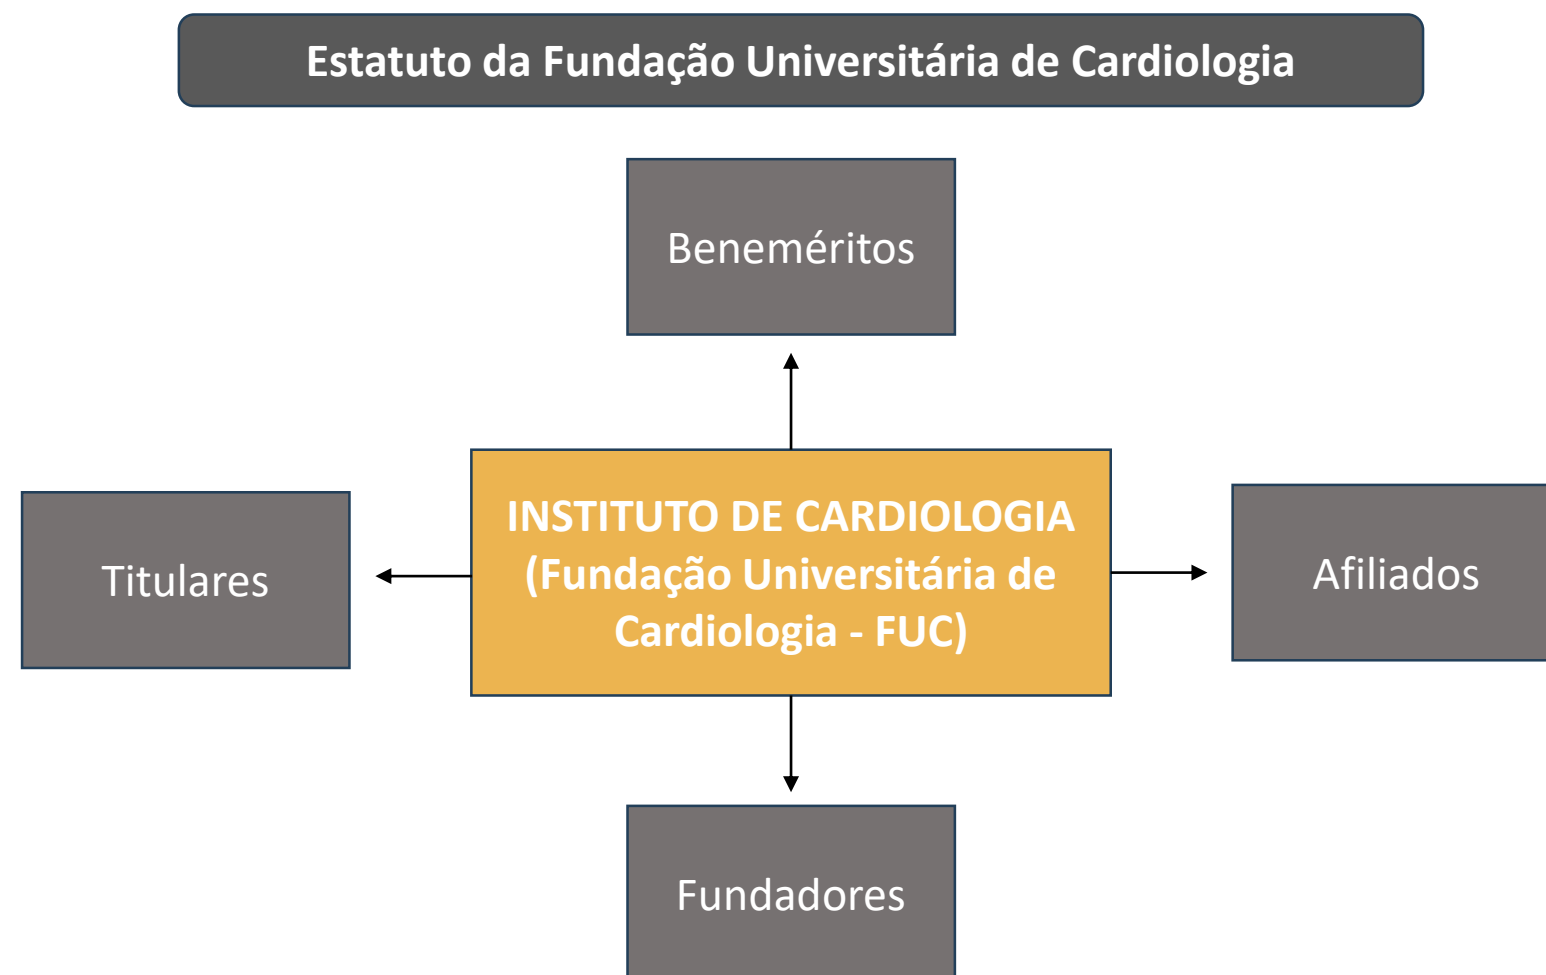 Estatuto da Fundação Universitária de Cardiologia
Beneméritos
Titulares
INSTITUTO DE CARDIOLOGIA
(Fundação Universitária de
Cardiologia - FUC)
Afiliados
Fundadores